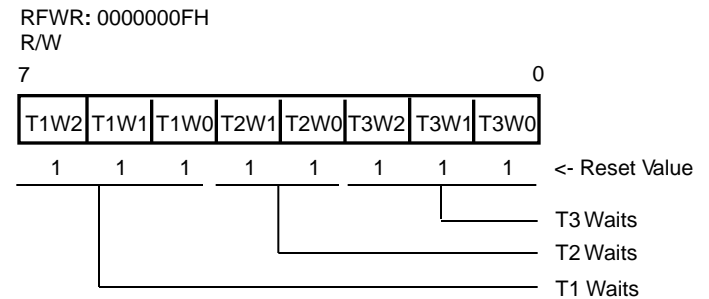 RFWR: 0000000FH
R/W
7 0
T1W2 T1W1 T1W0 T2W1 T2W0 T3W2 T3W1 T3W0
1 1 1 1 1 1 1 1 <- Reset Value
T3 Waits
T2 Waits
T1 Waits